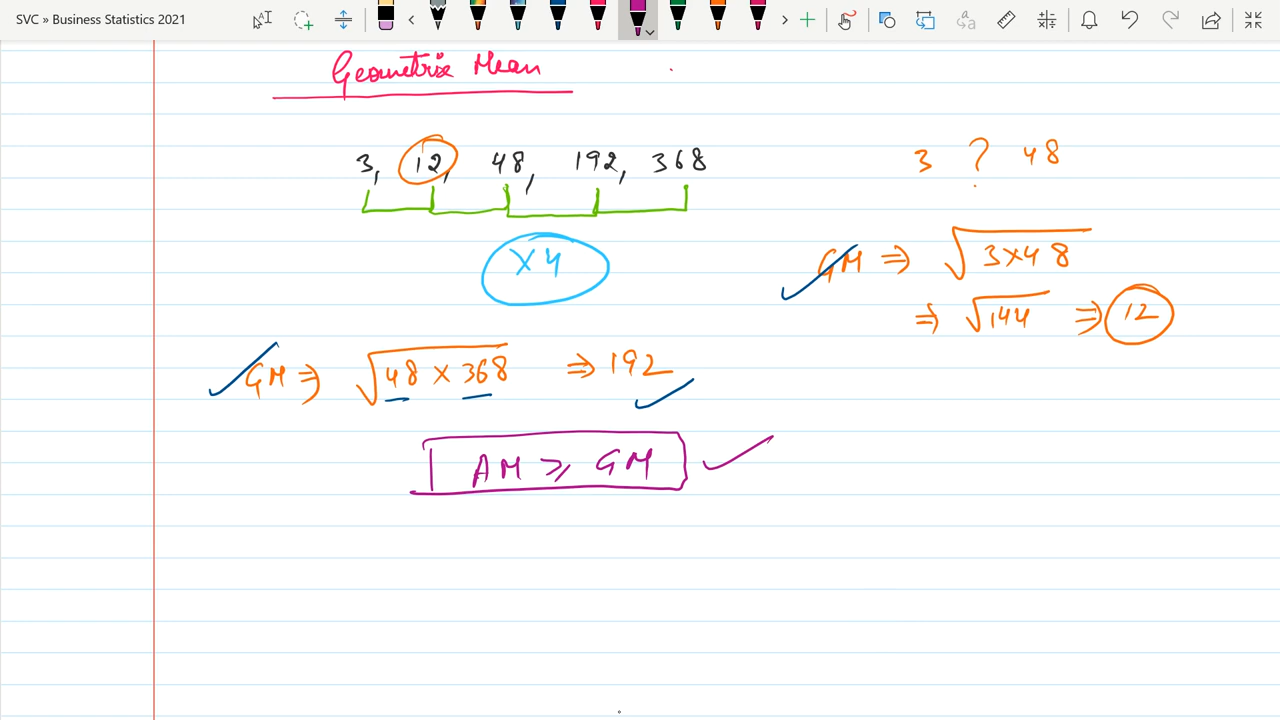 SVC » Business Statistics 2021
Geometric Mean
3, 12, 48, 192, 368
3 ? 48
×4
GM ⇒ √3×48
⇒ √144 ⇒ 12
GM ⇒ √48 × 368 ⇒ 192
AM ≥ GM